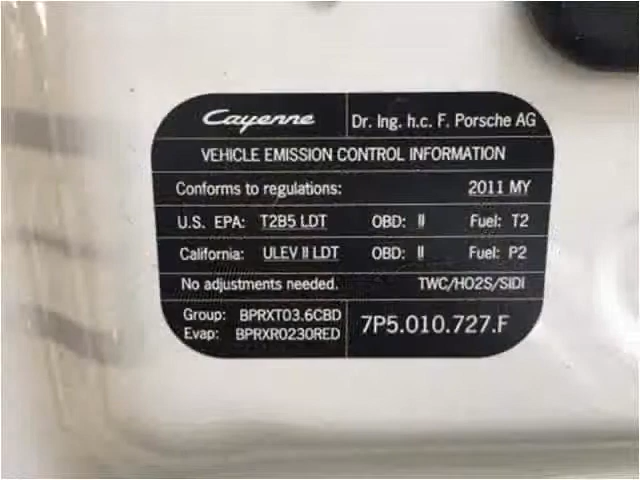 Cayenne Dr. Ing. h.c. F. Porsche AG
VEHICLE EMISSION CONTROL INFORMATION
Conforms to regulations: 2011 MY
U.S. EPA: T2B5 LDT OBD: II Fuel: T2
California: ULEV II LDT OBD: II Fuel: P2
No adjustments needed. TWC/HO2S/SIDI
Group: BPRXT03.6CBD
Evap: BPRXR0230RED
7P5.010.727.F